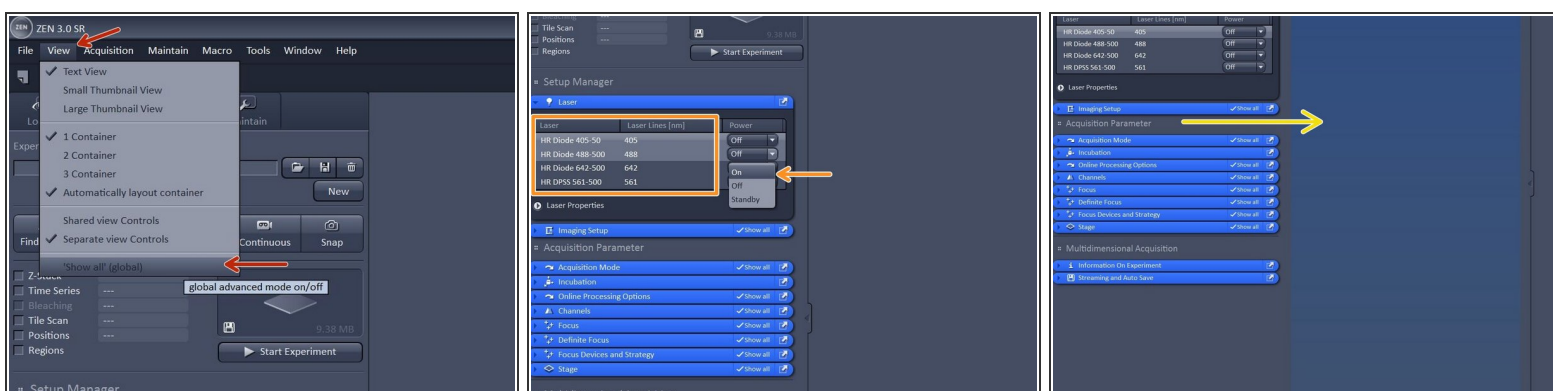 ZEN ZEN 3.0 SR
File View Acquisition Maintain Macro Tools Window Help
Text View
Small Thumbnail View
Large Thumbnail View
1 Container
2 Container
3 Container
Automatically layout container
Shared view Controls
Separate view Controls
'Show all' (global)
global advanced mode on/off
New
Continuous Snap
Find
Z-Stack
Time Series ---
Bleaching ---
Tile Scan ---
Positions ---
Regions
9.38 MB
Start Experiment
Setup Manager
Bleaching ---
Tile Scan ---
Positions ---
Regions
9.38 MB
Start Experiment
Setup Manager
Laser
Laser Laser Lines [nm] Power
HR Diode 405-50 405 Off
HR Diode 488-500 488 Off
HR Diode 642-500 642 On
HR DPSS 561-500 561 Off
Standby
Laser Properties
Imaging Setup Show all
Acquisition Parameter
Acquisition Mode Show all
Incubation
Online Processing Options Show all
Channels Show all
Focus Show all
Definite Focus Show all
Focus Devices and Strategy Show all
Stage Show all
Laser Laser Lines [nm] Power
HR Diode 405-50 405 Off
HR Diode 488-500 488 Off
HR Diode 642-500 642 Off
HR DPSS 561-500 561 Off
Laser Properties
Imaging Setup Show all
Acquisition Parameter
Acquisition Mode Show all
Incubation
Online Processing Options Show all
Channels Show all
Focus Show all
Definite Focus Show all
Focus Devices and Strategy Show all
Stage Show all
Multidimensional Acquisition
Information On Experiment
Streaming and Auto Save